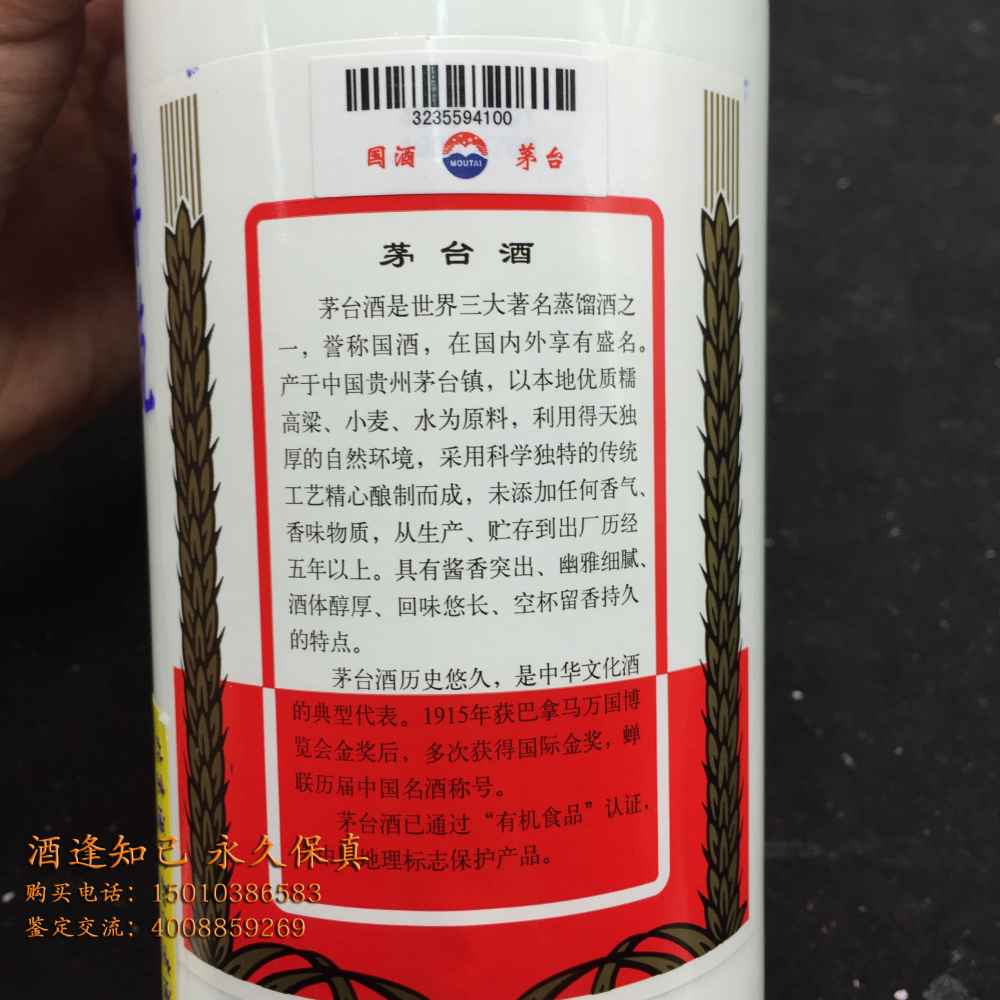 3235594100
国酒 MOUTAI 茅台
茅台酒
茅台酒是世界三大著名蒸馏酒之
一，誉称国酒，在国内外享有盛名。
产于中国贵州茅台镇，以本地优质糯
高粱、小麦、水为原料，利用得天独
厚的自然环境，采用科学独特的传统
工艺精心酿制而成，未添加任何香气、
香味物质，从生产、贮存到出厂历经
五年以上。具有酱香突出、幽雅细腻、
酒体醇厚、回味悠长、空杯留香持久
的特点。
茅台酒历史悠久，是中华文化酒
的典型代表。1915年获巴拿马万国博
览会金奖后，多次获得国际金奖，蝉
联历届中国名酒称号。
茅台酒已通过“有机食品”认证，
地理标志保护产品。
酒逢知己 永久保真
购买电话：15010386583
鉴定交流：4008859269